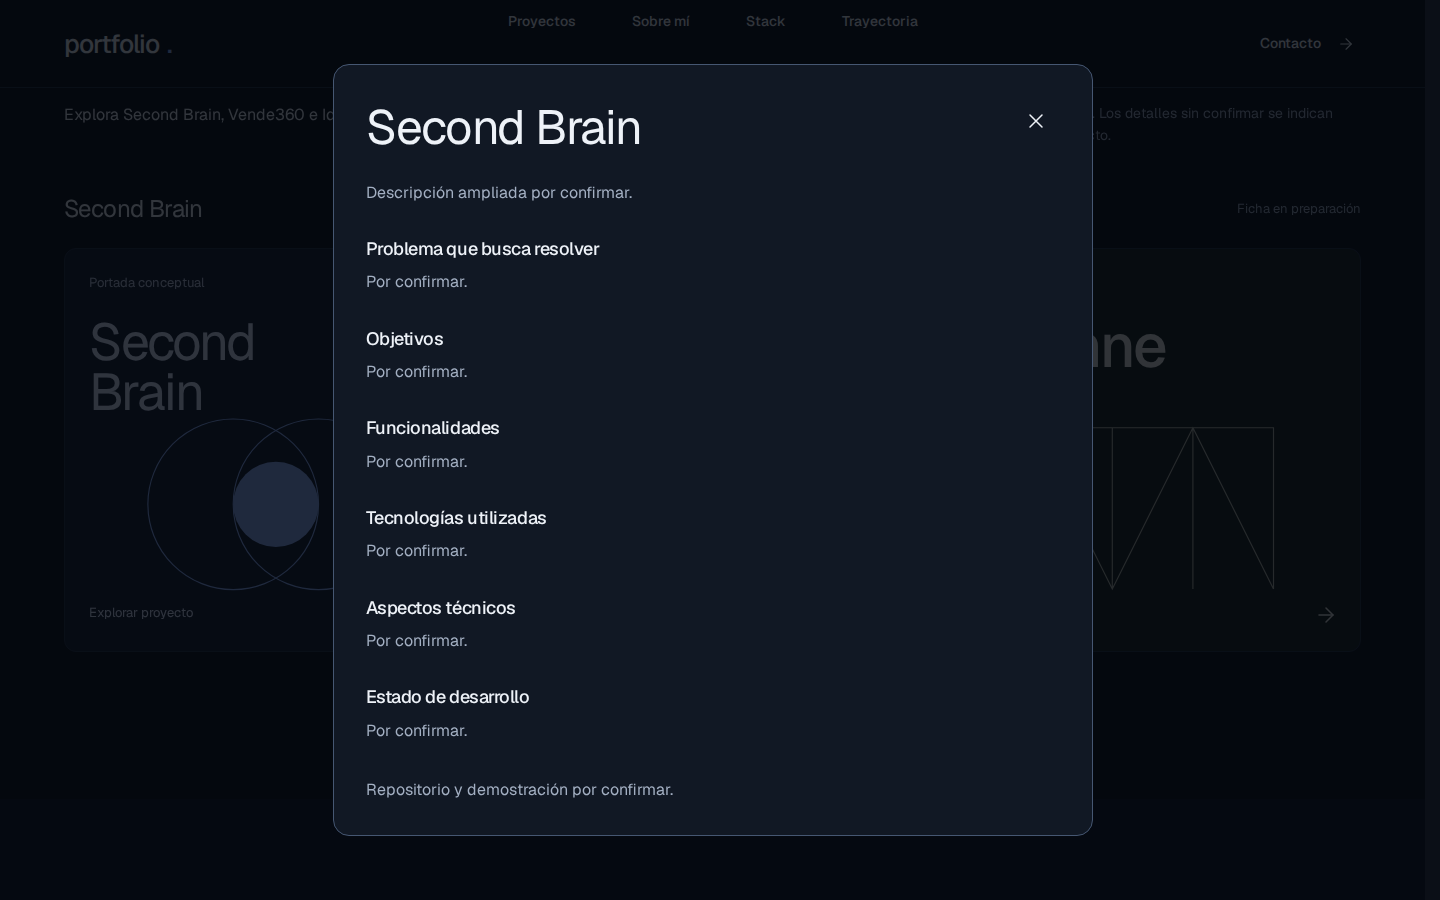 Proyectos
Sobre mí
Stack
Trayectoria
portfolio .
Contacto
Explora Second Brain, Vende360 e
. Los detalles sin confirmar se indican
Second Brain
Ficha en preparación
Portada conceptual
Second
Brain
Explorar proyecto
Second Brain
Descripción ampliada por confirmar.
Problema que busca resolver
Por confirmar.
Objetivos
Por confirmar.
Funcionalidades
Por confirmar.
Tecnologías utilizadas
Por confirmar.
Aspectos técnicos
Por confirmar.
Estado de desarrollo
Por confirmar.
Repositorio y demostración por confirmar.